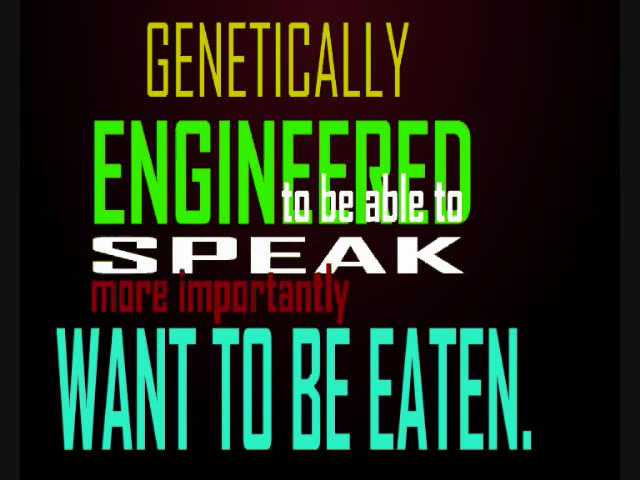 GENETICALLY
ENGINEERED
to be able to
SPEAK
more importantly
WANT TO BE EATEN.